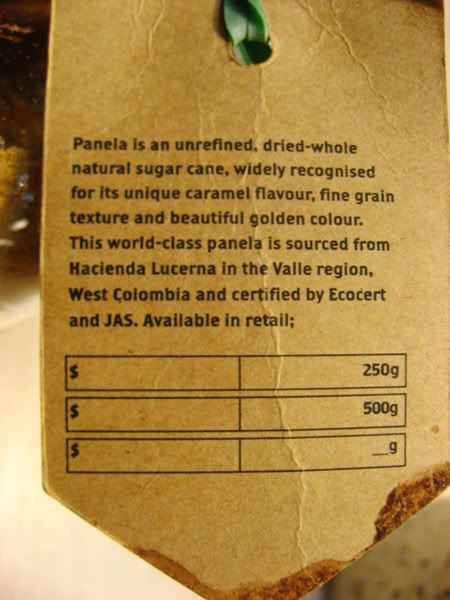 Panela is an unrefined, dried-whole
natural sugar cane, widely recognised
for its unique caramel flavour, fine grain
texture and beautiful golden colour.
This world-class panela is sourced from
Hacienda Lucerna in the Valle region,
West Colombia and certified by Ecocert
and JAS. Available in retail;
$ 250g
$ 500g
$ __g